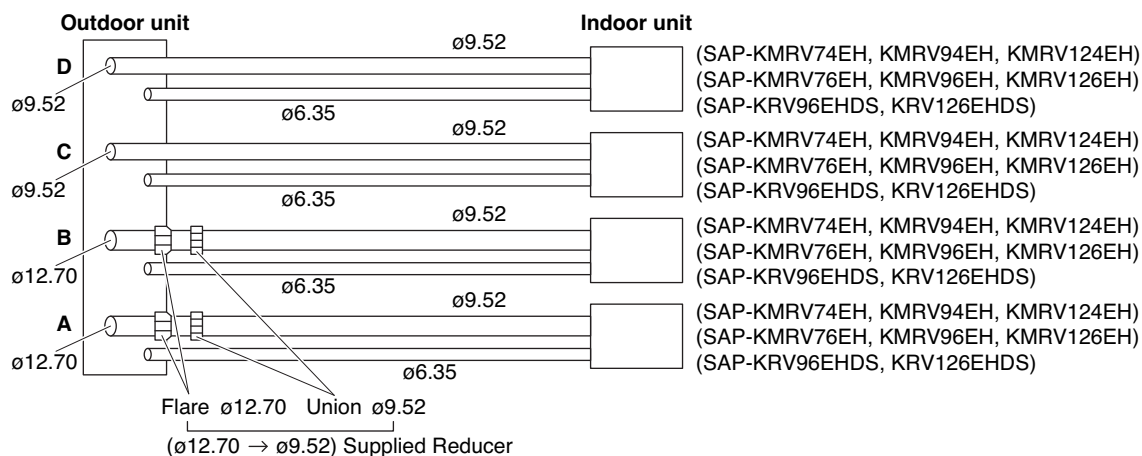 Outdoor unit
Indoor unit
D
ø9.52
ø9.52
ø6.35
(SAP-KMRV74EH, KMRV94EH, KMRV124EH)
(SAP-KMRV76EH, KMRV96EH, KMRV126EH)
(SAP-KRV96EHDS, KRV126EHDS)
C
ø9.52
ø9.52
ø6.35
(SAP-KMRV74EH, KMRV94EH, KMRV124EH)
(SAP-KMRV76EH, KMRV96EH, KMRV126EH)
(SAP-KRV96EHDS, KRV126EHDS)
B
ø12.70
ø9.52
ø6.35
(SAP-KMRV74EH, KMRV94EH, KMRV124EH)
(SAP-KMRV76EH, KMRV96EH, KMRV126EH)
(SAP-KRV96EHDS, KRV126EHDS)
A
ø12.70
ø9.52
ø6.35
(SAP-KMRV74EH, KMRV94EH, KMRV124EH)
(SAP-KMRV76EH, KMRV96EH, KMRV126EH)
(SAP-KRV96EHDS, KRV126EHDS)
Flare ø12.70 Union ø9.52
(ø12.70 → ø9.52) Supplied Reducer